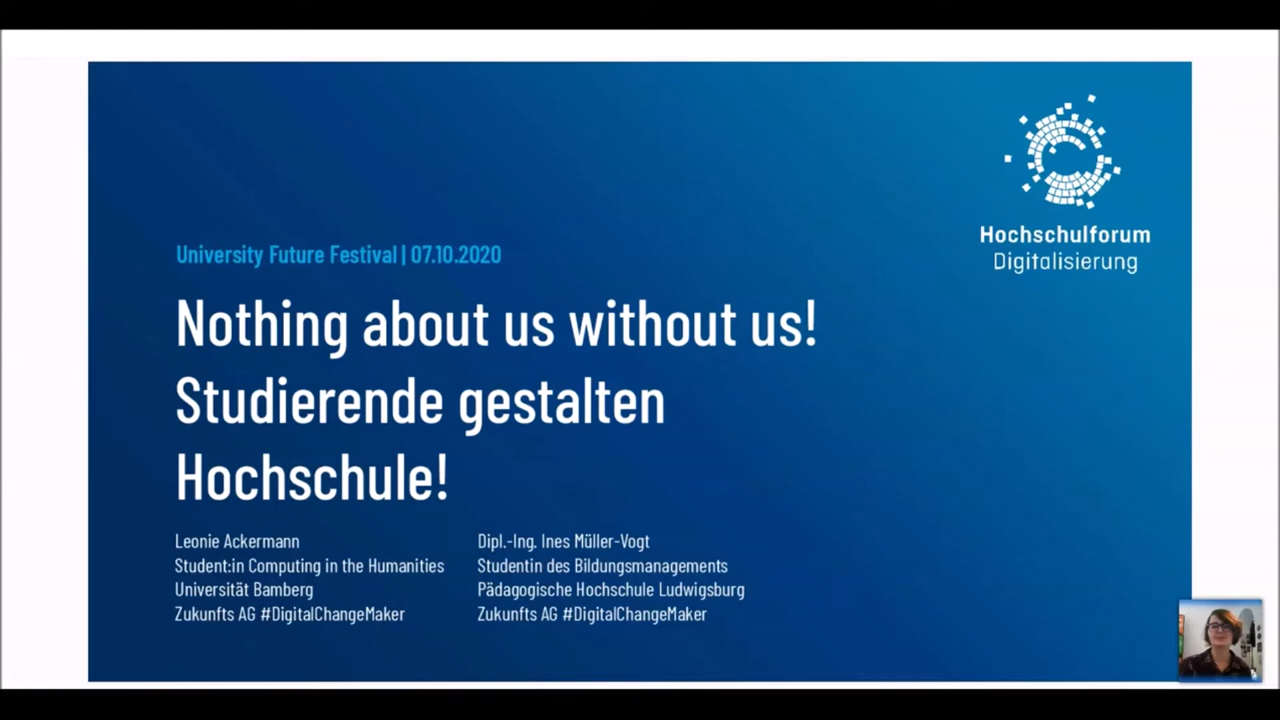 Hochschulforum
Digitalisierung
University Future Festival | 07.10.2020
Nothing about us without us!
Studierende gestalten
Hochschule!
Leonie Ackermann
Student:in Computing in the Humanities
Universität Bamberg
Zukunfts AG #DigitalChangeMaker
Dipl.-Ing. Ines Müller-Vogt
Studentin des Bildungsmanagements
Pädagogische Hochschule Ludwigsburg
Zukunfts AG #DigitalChangeMaker